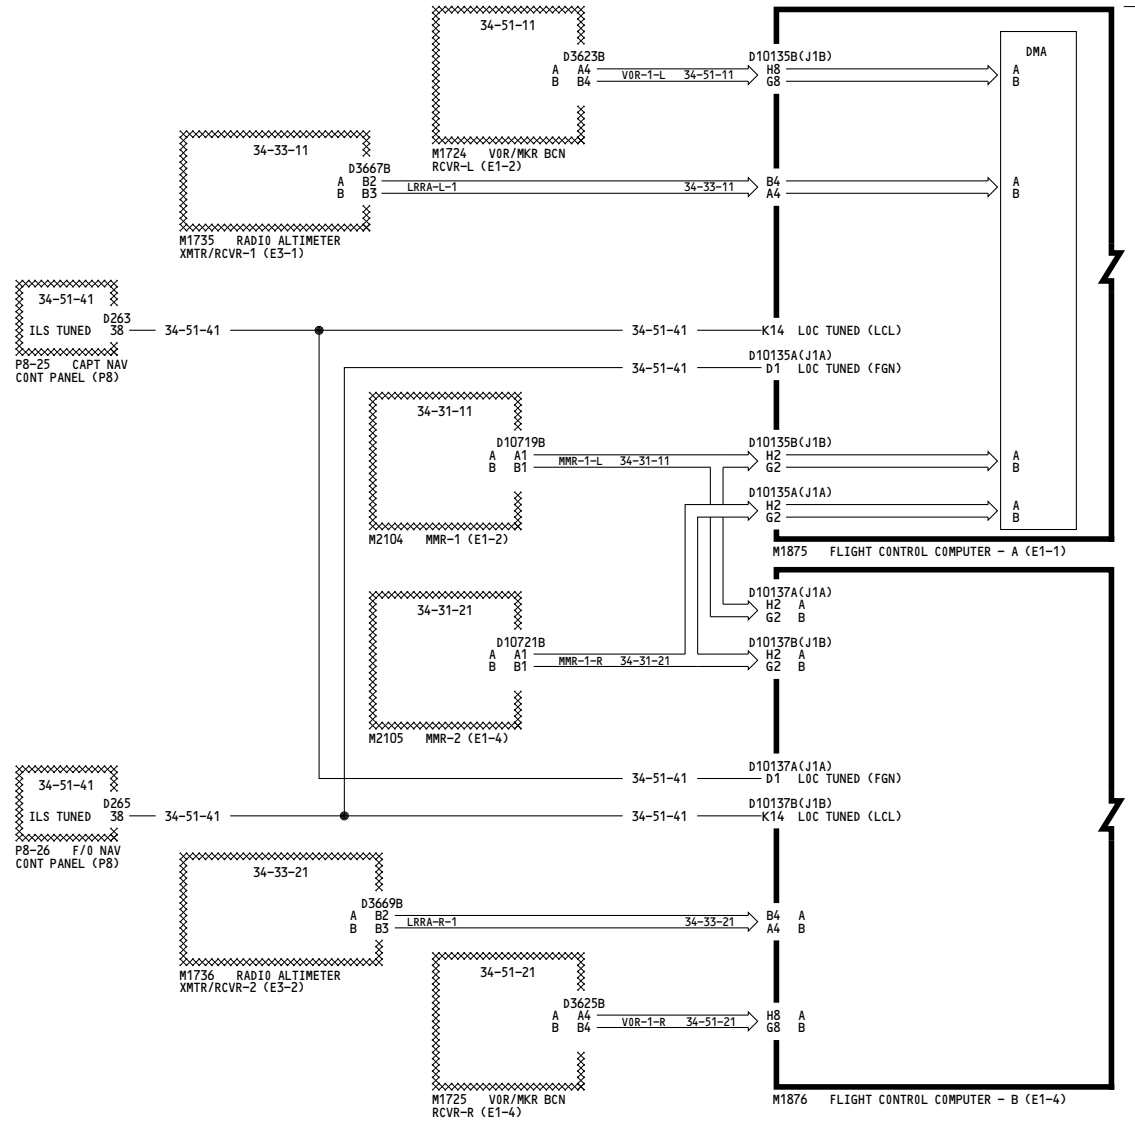 34-51-11
D3623B
A A4
B B4
VOR-1-L 34-51-11
M1724 VOR/MKR BCN
RCVR-L (E1-2)
D10135B(J1B)
H8
G8
DMA
A
B
34-33-11
D3667B
A B2
B B3
LRRA-L-1 34-33-11
M1735 RADIO ALTIMETER
XMTR/RCVR-1 (E3-1)
B4
A4
A
B
34-51-41
D263
ILS TUNED 38
34-51-41
P8-25 CAPT NAV
CONT PANEL (P8)
34-51-41
K14 LOC TUNED (LCL)
D10135A(J1A)
34-51-41
D1 LOC TUNED (FGN)
34-31-11
D10719B
A A1
B B1
MMR-1-L 34-31-11
M2104 MMR-1 (E1-2)
D10135B(J1B)
H2
G2
A
B
D10135A(J1A)
H2
G2
A
B
M1875 FLIGHT CONTROL COMPUTER - A (E1-1)
D10137A(J1A)
H2 A
G2 B
34-31-21
D10721B
A A1
B B1
MMR-1-R 34-31-21
M2105 MMR-2 (E1-4)
D10137B(J1B)
H2 A
G2 B
D10137A(J1A)
34-51-41
D1 LOC TUNED (FGN)
34-51-41
D265
ILS TUNED 38
34-51-41
P8-26 F/O NAV
CONT PANEL (P8)
D10137B(J1B)
34-51-41
K14 LOC TUNED (LCL)
34-33-21
D3669B
A B2
B B3
LRRA-R-1 34-33-21
M1736 RADIO ALTIMETER
XMTR/RCVR-2 (E3-2)
B4 A
A4 B
34-51-21
D3625B
A A4
B B4
VOR-1-R 34-51-21
M1725 VOR/MKR BCN
RCVR-R (E1-4)
H8 A
G8 B
M1876 FLIGHT CONTROL COMPUTER - B (E1-4)